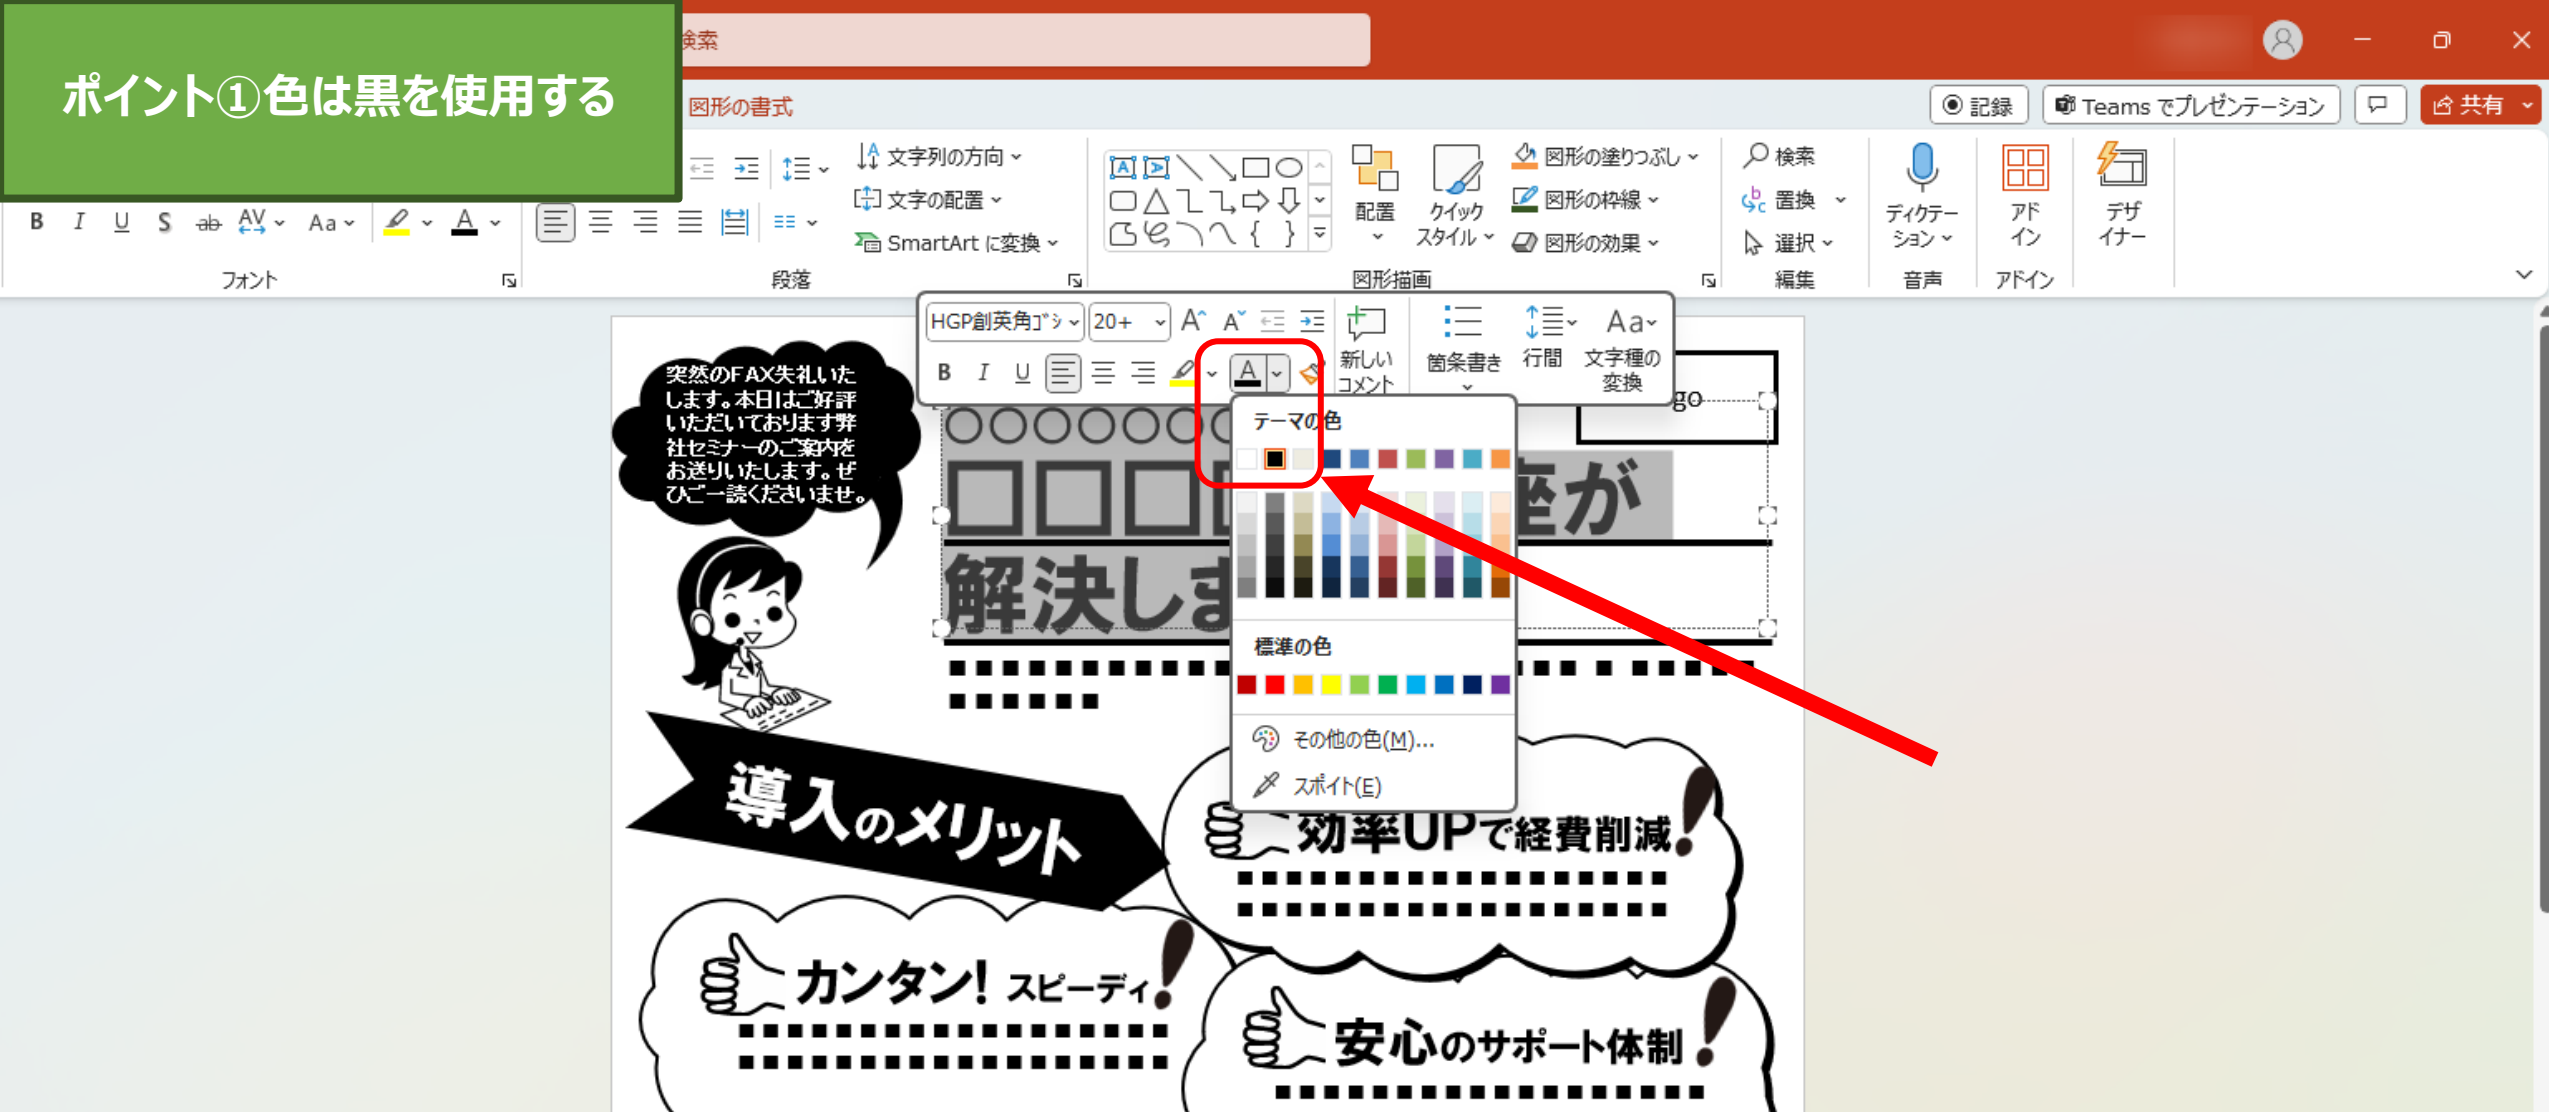 ポイント①色は黒を使用する
検索
図形の書式
記録
Teams でプレゼンテーション
共有
文字列の方向
文字の配置
SmartArt に変換
B I U S ab AV Aa A
フォント
段落
配置
クイック
スタイル
図形の塗りつぶし
図形の枠線
図形の効果
図形描画
検索
置換
選択
編集
ディクテー
ション
音声
アド
イン
アドイン
デザ
イナー
HGP創英角ｺﾞｼ
20+
A A
新しい
コメント
箇条書き
行間
Aa
文字種の
変換
B I U A
突然のFAX失礼いた
します。本日はご好評
いただいております弊
社セミナーのご案内を
お送りいたします。ぜ
ひご一読くださいませ。
go
○○○○○○
□□□
座が
解決しま
テーマの色
標準の色
その他の色(M)...
スポイト(E)
■■■■■■■■■■■
■■■ ■ ■■■■■
■■■■■■
導入のメリット
効率UPで経費削減!
■■■■■■■■■■■■■■■■■■
■■■■■■■■■■■■■■■■■■
カンタン! スピーディ!
■■■■■■■■■■■■■■■■■■
■■■■■■■■■■■■■■■■■■
安心のサポート体制!
■■■■■■■■■■■■■■■■■■